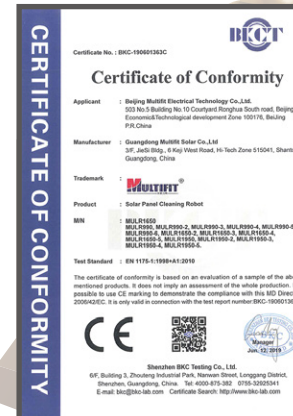 CERTIFICATE OF CONFORMITY
BKCT
Certificate No. : BKC-190601363C
Certificate of Conformity
Applicant : Beijing Multifit Electrical Technology Co.,Ltd.
503 No.5 Building No.10 Courtyard.Ronghua South road, Beijing
Economic&Technological development Zone 100176, BeiJing
P.R.China
Manufacturer : Guangdong Multifit Solar Co.,Ltd
3/F, JieSi Bldg., 6 Keji West Road, Hi-Tech Zone 515041, Shant
Guangdong, China
Trademark :
MULTIFIT
Product : Solar Panel Cleaning Robot
M/N : MULR1650
MULR990, MULR990-2, MULR990-3, MULR990-4, MULR990-5
MULR990-6, MULR1650-2, MULR1650-3, MULR1650-4,
MULR1650-5, MULR1950, MULR1950-2, MULR1950-3,
MULR1950-4, MULR1950-5.
Test Standard : EN 1175-1:1998+A1:2010
The certificate of conformity is based on an evaluation of a sample of the abo
mentioned products. It does not imply an assessment of the whole production.
possible to use CE marking to demonstrate the compliance with this MD Direc
2006/42/EC. It is only valid in connection with the test report number:BKC-1906013
CE
Manager
Jun. 12, 2019
Shenzhen BKC Testing Co., Ltd.
6/F, Building 3, Zhouteng Industrial Park, Nanwan Street, Longgang District,
Shenzhen, Guangdong, China. Tel: 4000-875-382 0755-32925341
E-mail: bkc@bkc-lab.com Certificate Search: http://www.bkc-lab.com